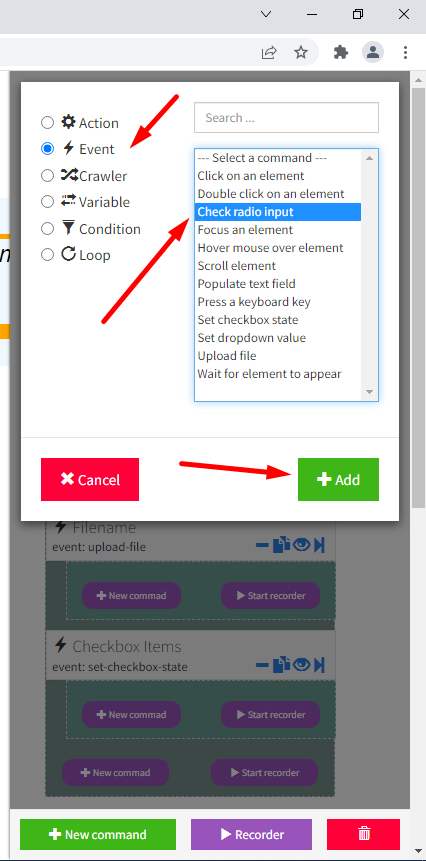 Search ...
Action
Event
Crawler
Variable
Condition
Loop
--- Select a command ---
Click on an element
Double click on an element
Check radio input
Focus an element
Hover mouse over element
Scroll element
Populate text field
Press a keyboard key
Set checkbox state
Set dropdown value
Upload file
Wait for element to appear
Cancel
Add
Filename
event: upload-file
New commad
Start recorder
Checkbox Items
event: set-checkbox-state
New commad
Start recorder
New commad
Start recorder
New command
Recorder